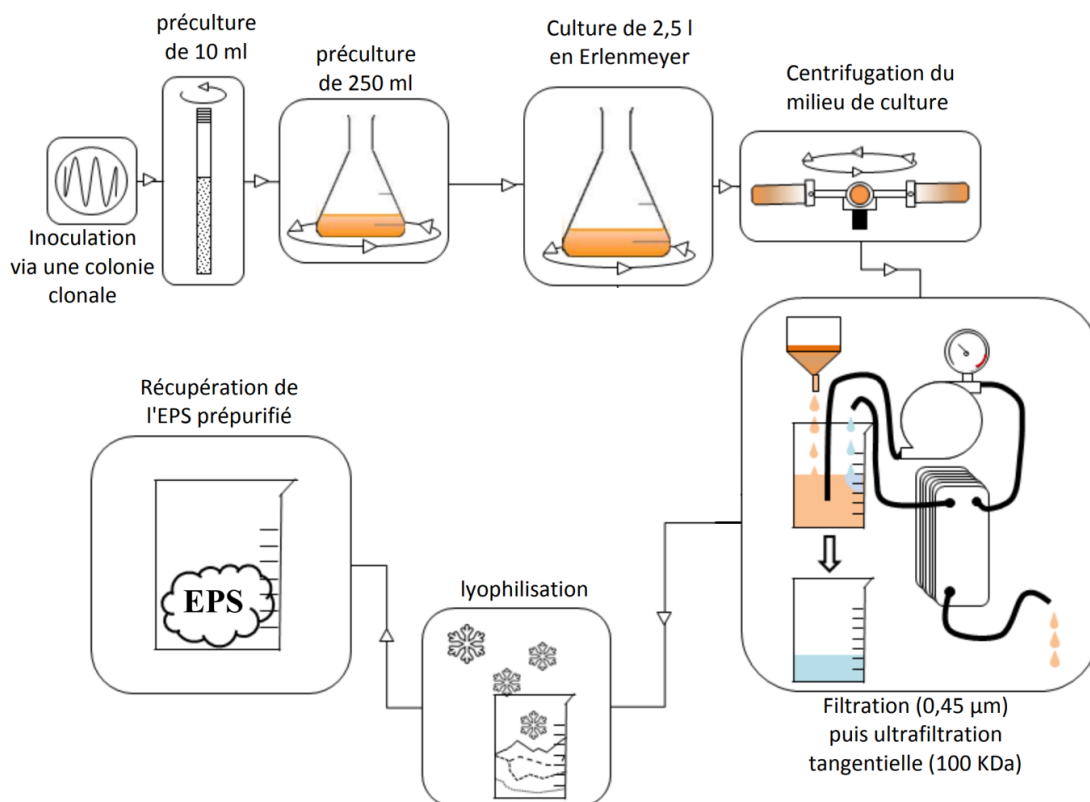 préculture
de 10 ml
préculture
de 250 ml
Culture de 2,5 l
en Erlenmeyer
Centrifugation du
milieu de culture
Inoculation
via une colonie
clonale
Filtration (0,45 µm)
puis ultrafiltration
tangentielle (100 KDa)
lyophilisation
Récupération de
l'EPS prépurifié
EPS